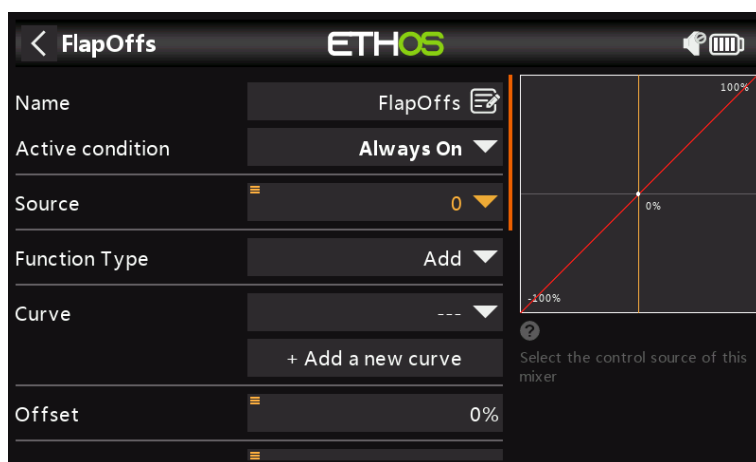 FlapOffs
ETHOS
Name
FlapOffs
Active condition
Always On
Source
0
Function Type
Add
Curve
---
+ Add a new curve
Offset
0%
100%
0%
-100%
?
Select the control source of this
mixer